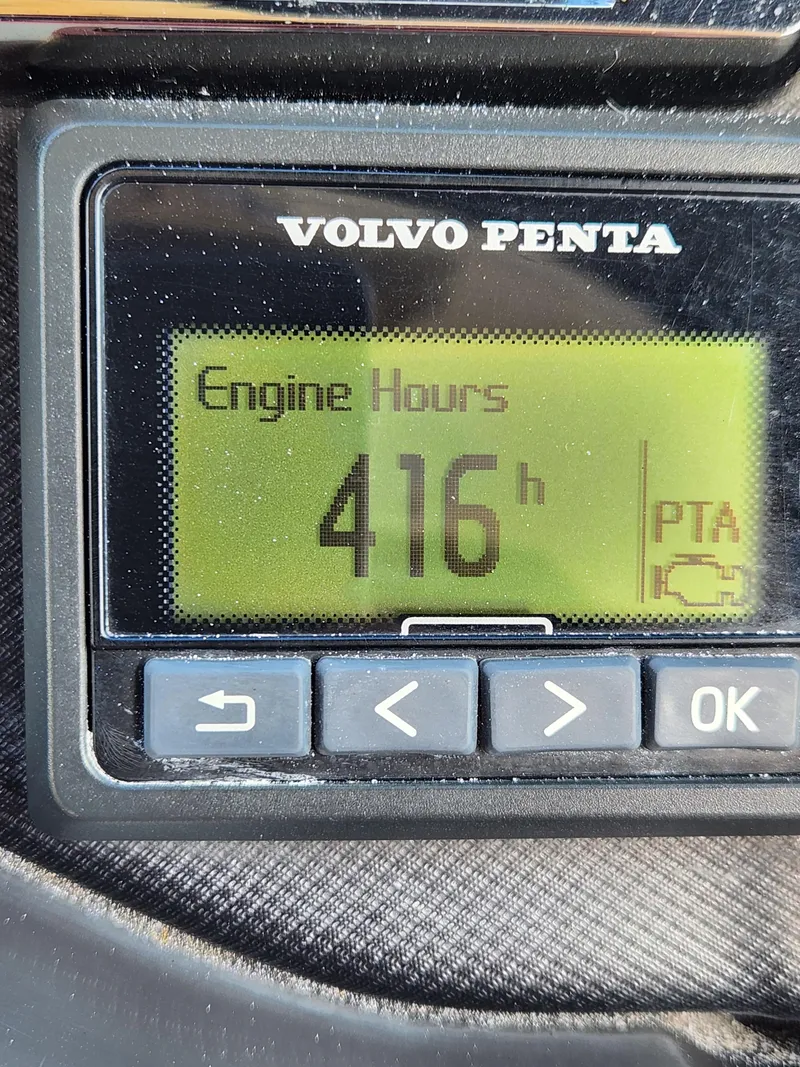 VOLVO PENTA
Engine Hours
416 h
PTA
OK